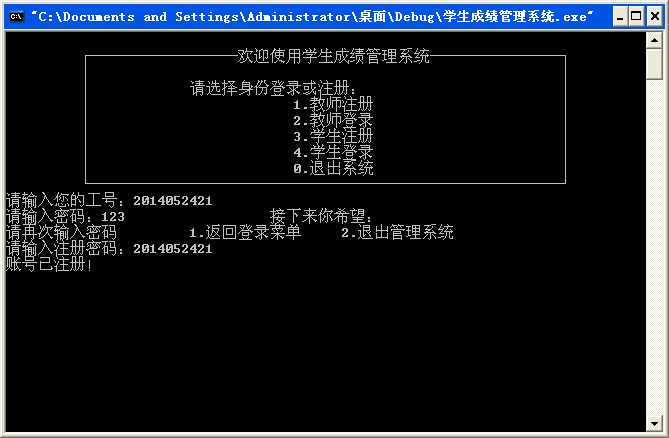 "C:\Documents and Settings\Administrator\桌面\Debug\学生成绩管理系统.exe"
欢迎使用学生成绩管理系统
请选择身份登录或注册:
1.教师注册
2.教师登录
3.学生注册
4.学生登录
0.退出系统
请输入您的工号: 2014052421
请输入密码: 123 接下来你希望:
请再次输入密码 1.返回登录菜单 2.退出管理系统
请输入注册密码: 2014052421
账号已注册!